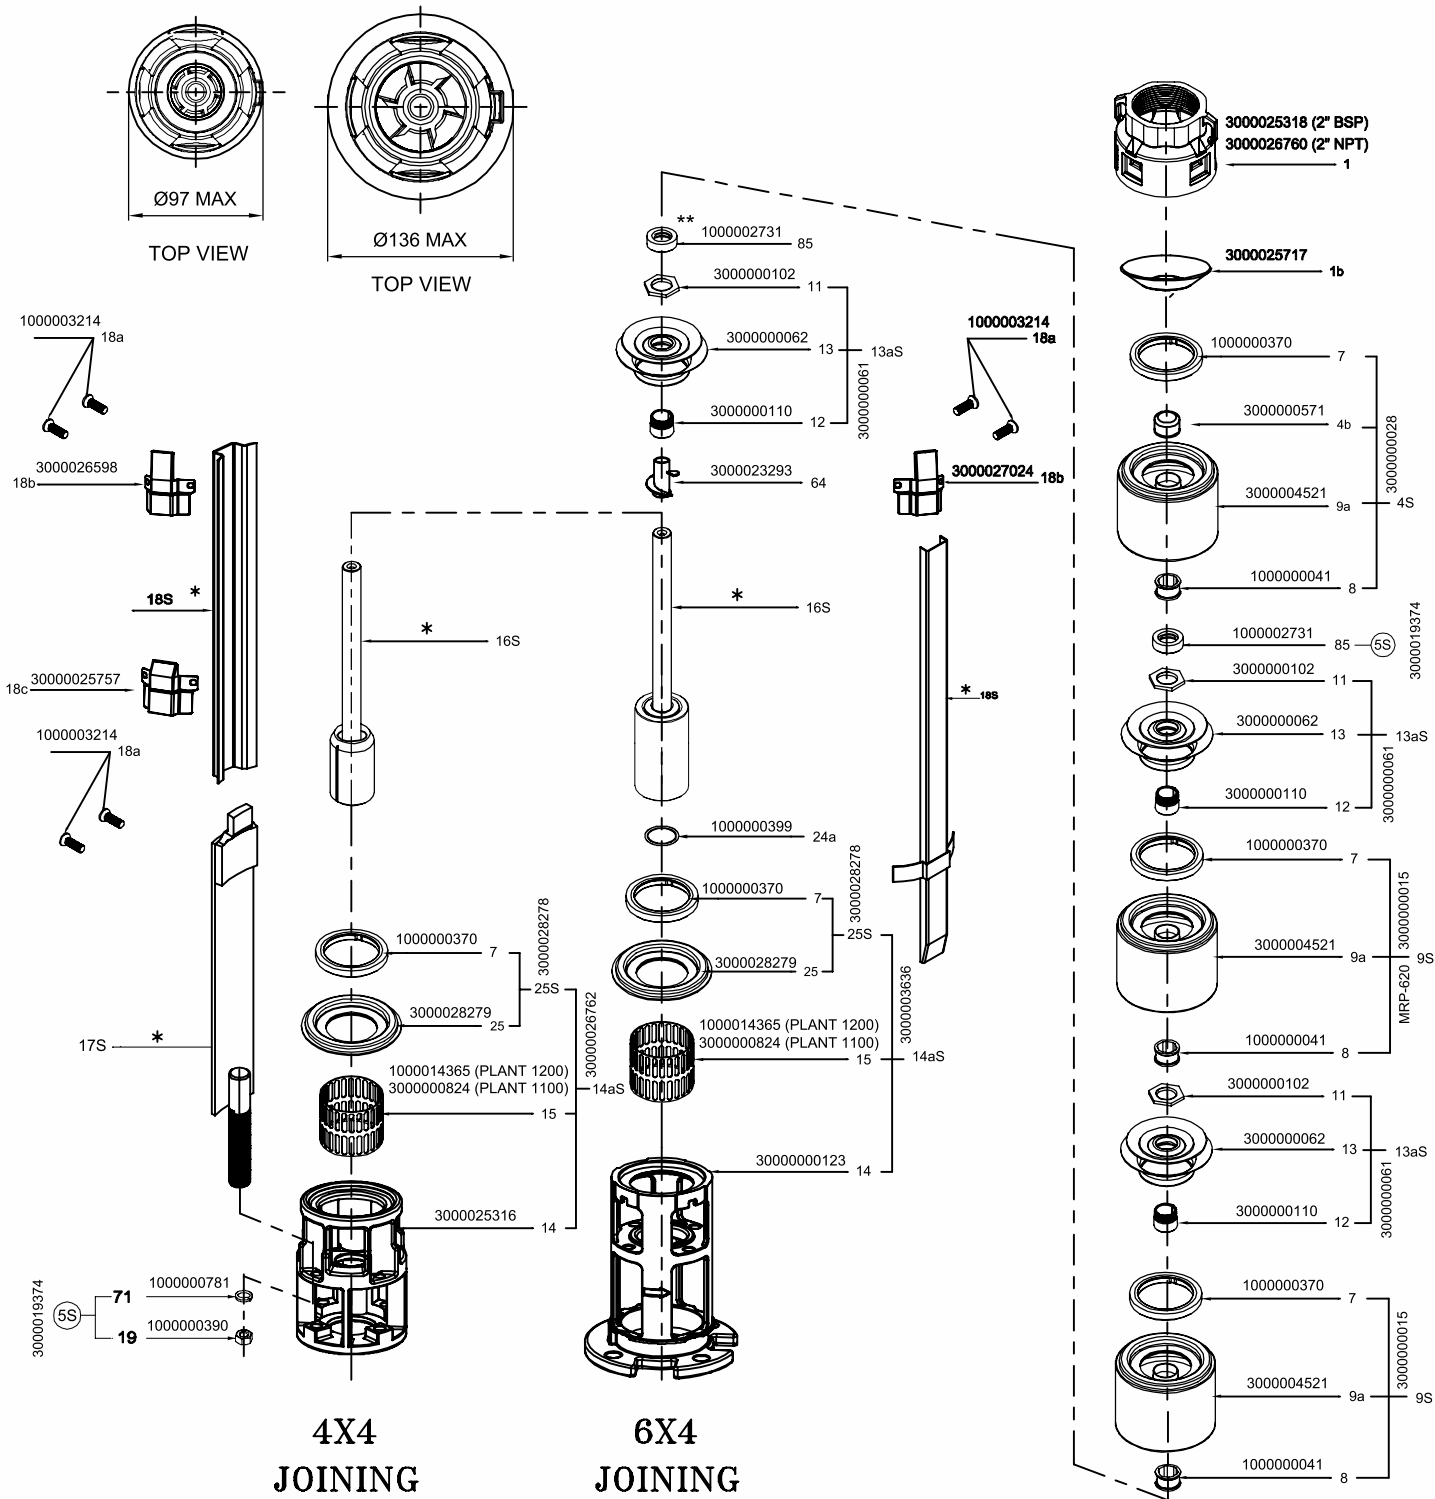 Ø97 MAX
TOP VIEW
Ø136 MAX
TOP VIEW
1000003214
18a
3000026598
18b
18S *
30000025757
18c
1000003214
18a
17S *
3000019374
5S
71 1000000781
19 1000000390
* 16S
1000000370
7
3000028278
25S
3000028279
25
3000026762
1000014365 (PLANT 1200)
3000000824 (PLANT 1100)
14aS
15
3000025316
14
4X4
JOINING
**
1000002731
85
3000000102
11
3000000062
13
13aS
3000000061
3000000110
12
3000023293
64
* 16S
1000000399
24a
1000000370
7
3000028278
25S
3000028279
25
3000003636
1000014365 (PLANT 1200)
3000000824 (PLANT 1100)
15
14aS
30000000123
14
6X4
JOINING
1000003214
18a
3000027024
18b
* 18S
3000025318 (2" BSP)
3000026760 (2" NPT)
1
3000025717
1b
1000000370
7
3000000571
4b
3000000028
3000004521
9a
4S
1000000041
8
1000002731
85
5S
3000019374
3000000102
11
3000000062
13
13aS
3000000061
3000000110
12
1000000370
7
MRP-620 3000000015
3000004521
9a
9S
1000000041
8
3000000102
11
3000000062
13
13aS
3000000061
3000000110
12
1000000370
7
3000000015
3000004521
9a
9S
1000000041
8